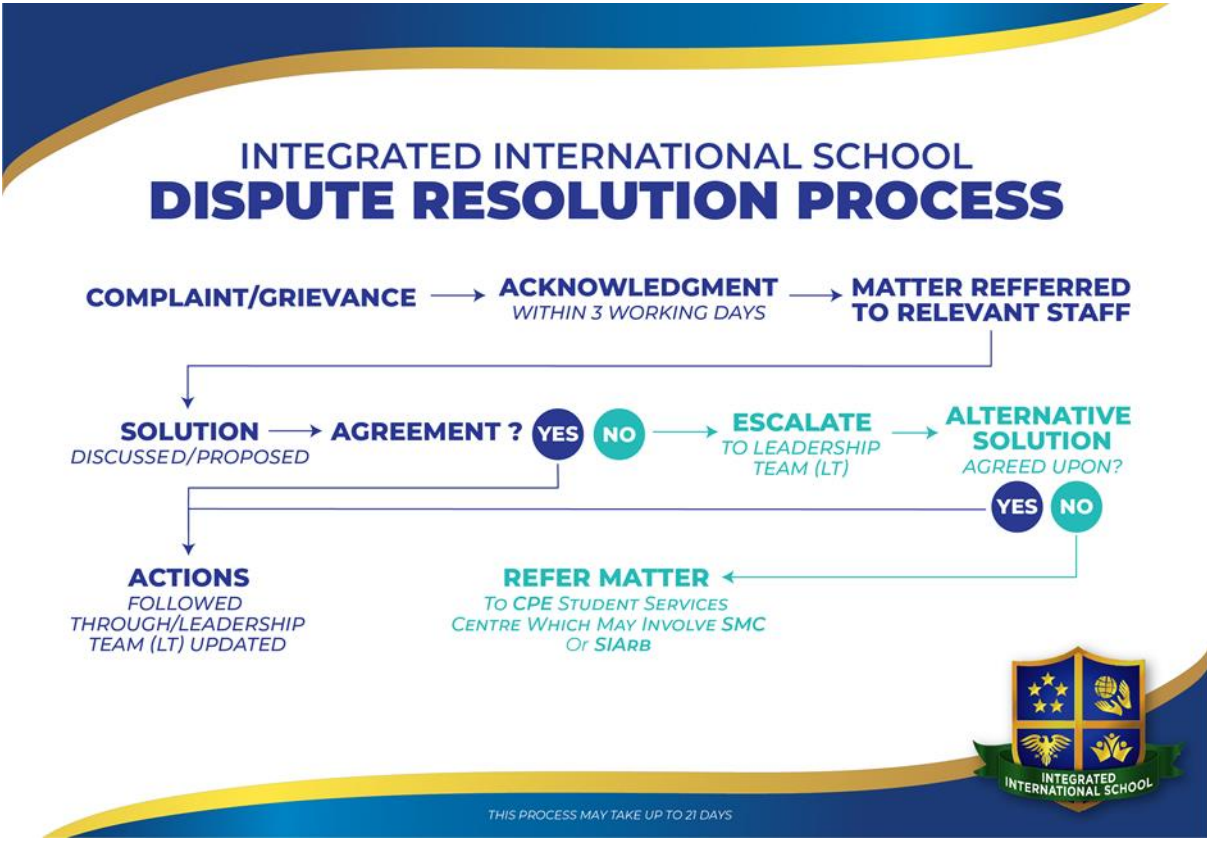 INTEGRATED INTERNATIONAL SCHOOL
DISPUTE RESOLUTION PROCESS
COMPLAINT/GRIEVANCE
ACKNOWLEDGMENT
WITHIN 3 WORKING DAYS
MATTER REFFERRED
TO RELEVANT STAFF
SOLUTION
DISCUSSED/PROPOSED
AGREEMENT ?
YES
NO
ESCALATE
TO LEADERSHIP
TEAM (LT)
ALTERNATIVE
SOLUTION
AGREED UPON?
YES
NO
ACTIONS
FOLLOWED
THROUGH/LEADERSHIP
TEAM (LT) UPDATED
REFER MATTER
TO CPE STUDENT SERVICES
CENTRE WHICH MAY INVOLVE SMC
Or SIARB
INTEGRATED
INTERNATIONAL SCHOOL
THIS PROCESS MAY TAKE UP TO 21 DAYS